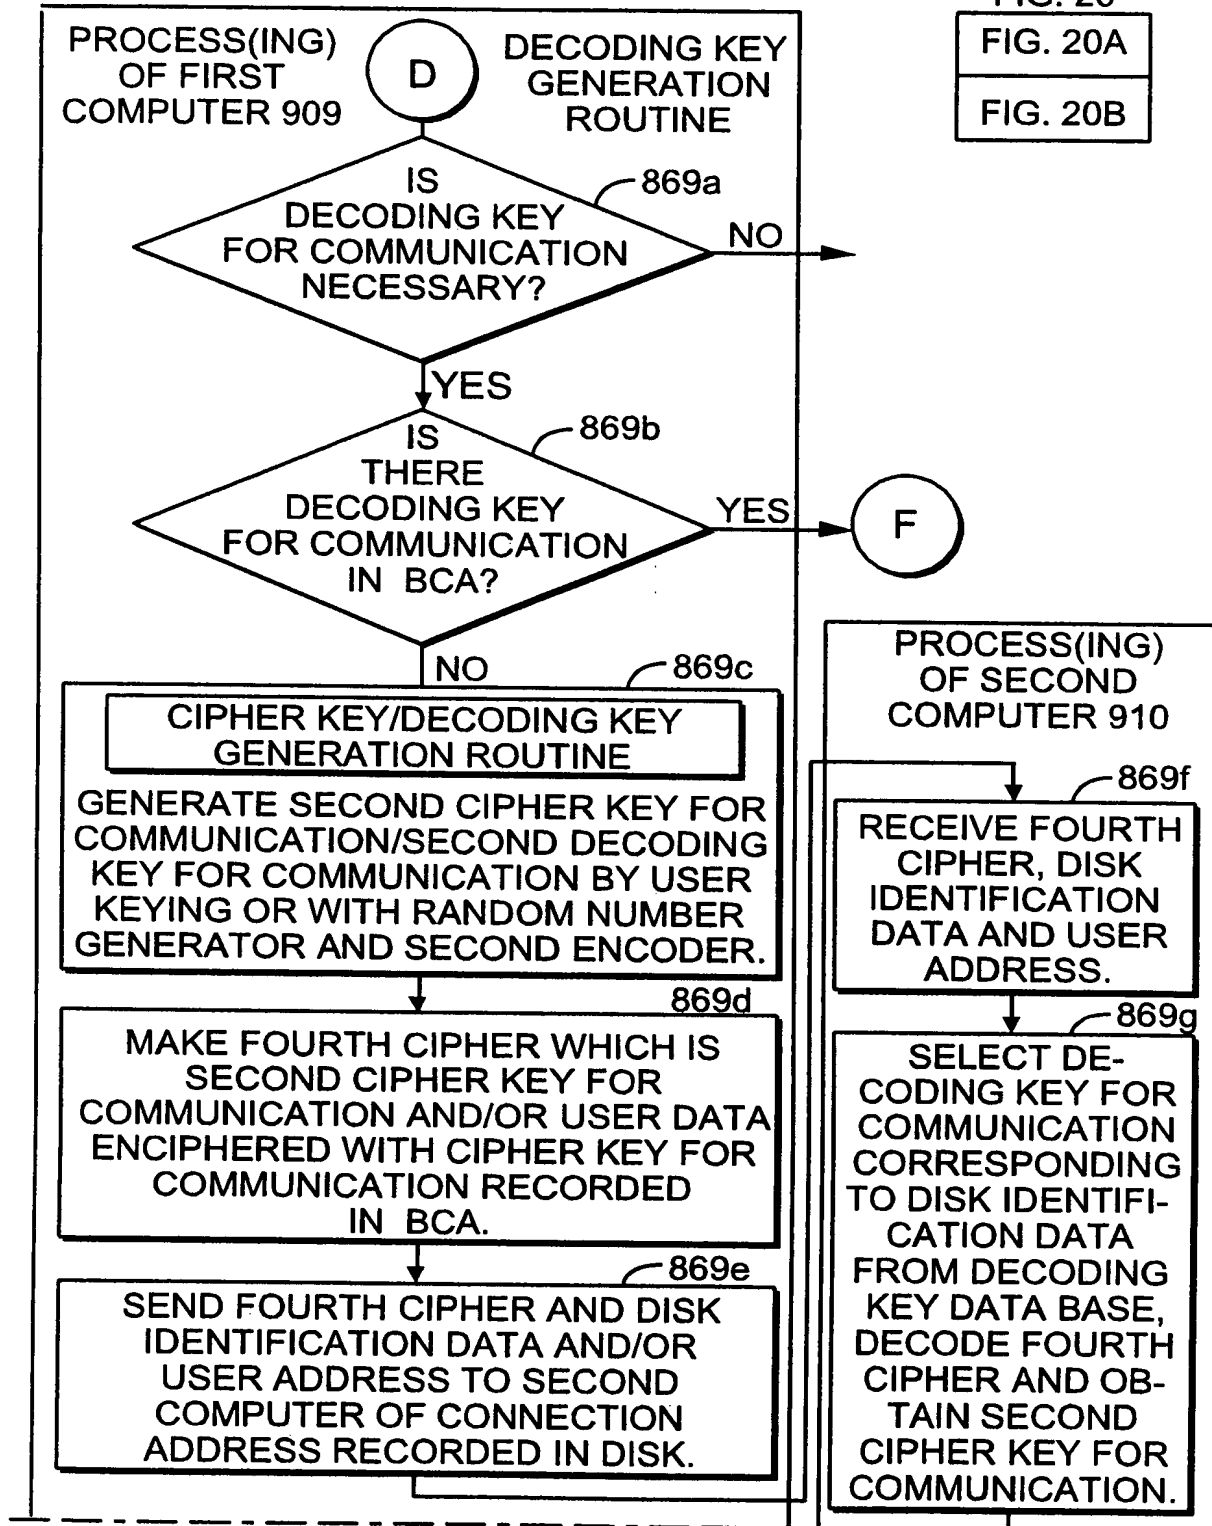 FIG. 20
FIG. 20A
FIG. 20B
PROCESS(ING)
OF FIRST
COMPUTER 909
D
DECODING KEY
GENERATION
ROUTINE
869a
IS
DECODING KEY
FOR COMMUNICATION
NECESSARY?
NO
YES
869b
IS
THERE
DECODING KEY
FOR COMMUNICATION
IN BCA?
YES
F
NO
869c
CIPHER KEY/DECODING KEY
GENERATION ROUTINE
GENERATE SECOND CIPHER KEY FOR
COMMUNICATION/SECOND DECODING
KEY FOR COMMUNICATION BY USER
KEYING OR WITH RANDOM NUMBER
GENERATOR AND SECOND ENCODER.
869d
MAKE FOURTH CIPHER WHICH IS
SECOND CIPHER KEY FOR
COMMUNICATION AND/OR USER DATA
ENCIPHERED WITH CIPHER KEY FOR
COMMUNICATION RECORDED
IN BCA.
869e
SEND FOURTH CIPHER AND DISK
IDENTIFICATION DATA AND/OR
USER ADDRESS TO SECOND
COMPUTER OF CONNECTION
ADDRESS RECORDED IN DISK.
PROCESS(ING)
OF SECOND
COMPUTER 910
869f
RECEIVE FOURTH
CIPHER, DISK
IDENTIFICATION
DATA AND USER
ADDRESS.
869g
SELECT DE-
CODING KEY FOR
COMMUNICATION
CORRESPONDING
TO DISK IDENTIFI-
CATION DATA
FROM DECODING
KEY DATA BASE,
DECODE FOURTH
CIPHER AND OB-
TAIN SECOND
CIPHER KEY FOR
COMMUNICATION.